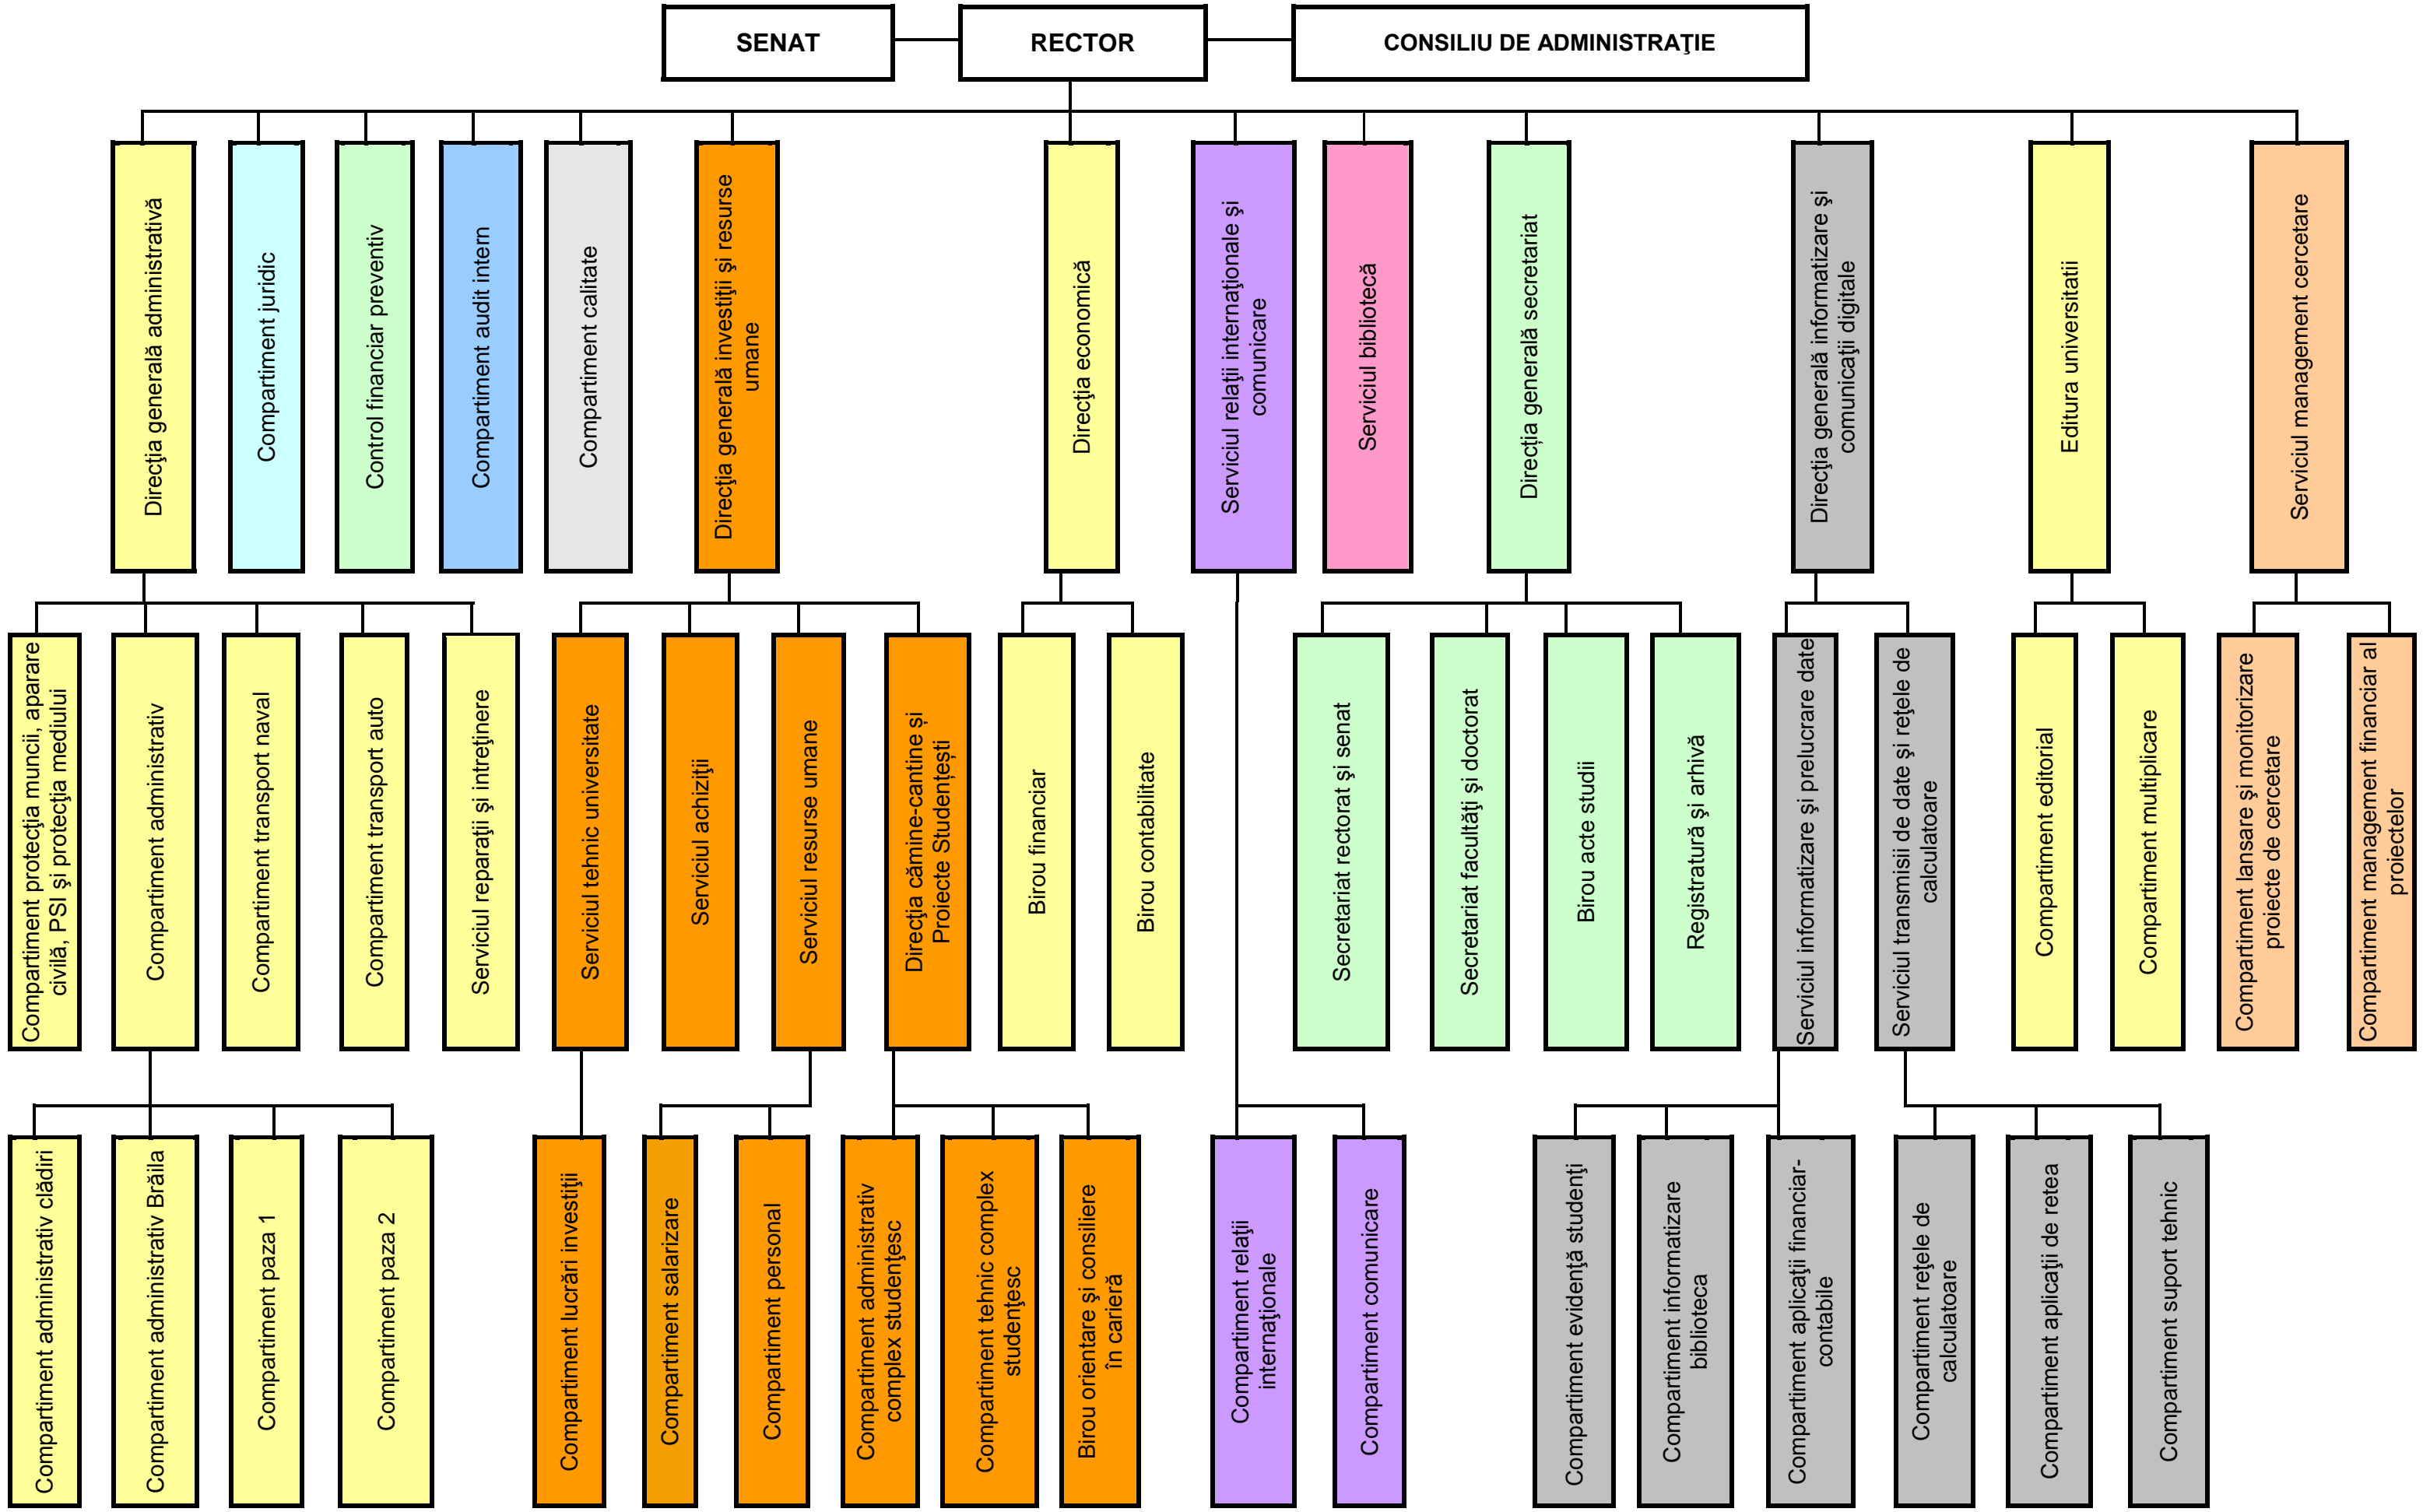 SENAT
RECTOR
CONSILIU DE ADMINISTRAŢIE
Direcţia generală administrativă
Compartiment juridic
Control financiar preventiv
Compartiment audit intern
Compartiment calitate
Direcţia generală investiţii şi resurse
umane
Direcţia economică
Serviciul relaţii internaţionale şi
comunicare
Serviciul bibliotecă
Direcția generală secretariat
Direcţia generală informatizare şi
comunicaţii digitale
Editura universitatii
Serviciul management cercetare
Compartiment protecţia muncii, aparare
civilă, PSI şi protecţia mediului
Compartiment administrativ
Compartiment transport naval
Compartiment transport auto
Serviciul reparaţii şi intreţinere
Serviciul tehnic universitate
Serviciul achiziţii
Serviciul resurse umane
Direcția cămine-cantine și
Proiecte Studențești
Birou financiar
Birou contabilitate
Secretariat rectorat şi senat
Secretariat facultăţi şi doctorat
Birou acte studii
Registratură şi arhivă
Serviciul informatizare şi prelucrare date
Serviciul transmisii de date şi reţele de
calculatoare
Compartiment editorial
Compartiment multiplicare
Compartiment lansare şi monitorizare
proiecte de cercetare
Compartiment management financiar al
proiectelor
Compartiment administrativ clădiri
Compartiment administrativ Brăila
Compartiment paza 1
Compartiment paza 2
Compartiment lucrări investiţii
Compartiment salarizare
Compartiment personal
Compartiment administrativ
complex studenţesc
Compartiment tehnic complex
studenţesc
Birou orientare şi consiliere
în carieră
Compartiment relaţii
internaţionale
Compartiment comunicare
Compartiment evidenţă studenţi
Compartiment informatizare
biblioteca
Compartiment aplicaţii financiar-
contabile
Compartiment reţele de
calculatoare
Compartiment aplicaţii de retea
Compartiment suport tehnic